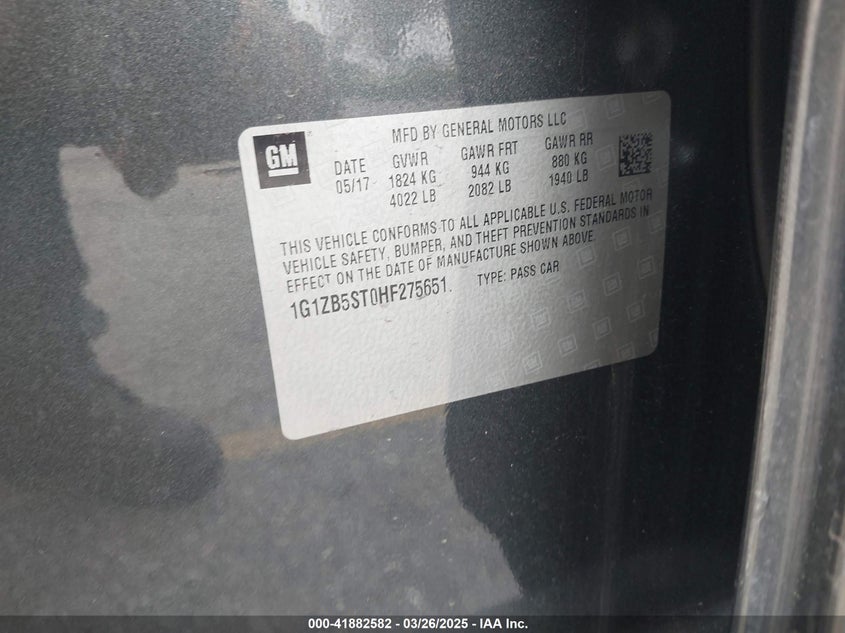 GM
MFD BY GENERAL MOTORS LLC
DATE GVWR GAWR FRT GAWR RR
05/17 1824 KG 944 KG 880 KG
4022 LB 2082 LB 1940 LB
THIS VEHICLE CONFORMS TO ALL APPLICABLE U.S. FEDERAL MOTOR
VEHICLE SAFETY, BUMPER, AND THEFT PREVENTION STANDARDS IN
EFFECT ON THE DATE OF MANUFACTURE SHOWN ABOVE.
1G1ZB5ST0HF275651. TYPE: PASS CAR
000-41882582 - 03/26/2025 - IAA Inc.